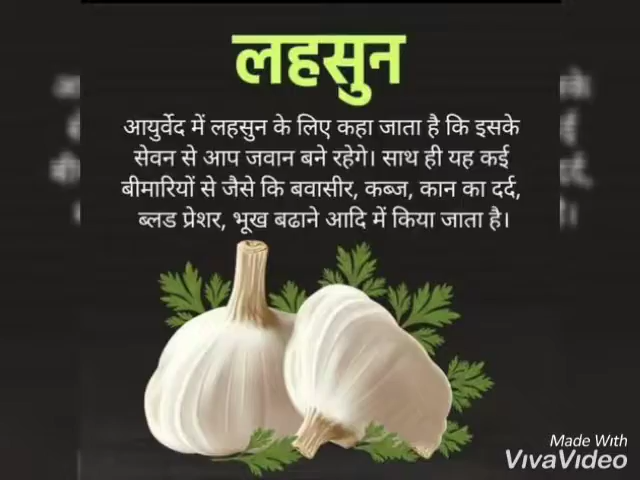 लहसुन
आयुर्वेद में लहसुन के लिए कहा जाता है कि इसके
सेवन से आप जवान बने रहेगे। साथ ही यह कई
बीमारियों से जैसे कि बवासीर, कब्ज, कान का दर्द,
ब्लड प्रेशर, भूख बढाने आदि में किया जाता है।
Made With
VivaVideo